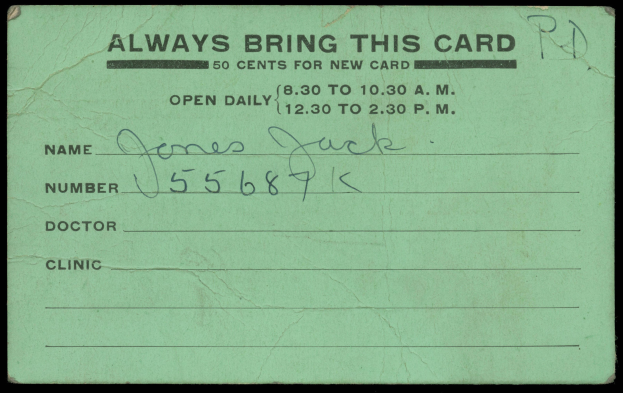 ALWAYS BRING THIS CARD
50 CENTS FOR NEW CARD
OPEN DAILY { 8.30 TO 10.30 A. M.
12.30 TO 2.30 P. M.
NAME Jones Jack.
NUMBER 55687 K
DOCTOR
CLINIC